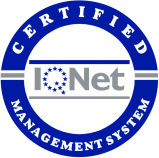 CERTIFIED
IQNet
MANAGEMENT SYSTEM